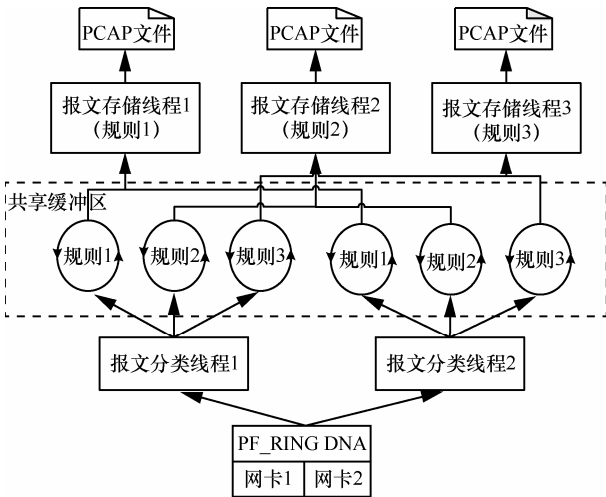 PCAP文件 PCAP文件 PCAP文件
报文存储线程1 报文存储线程2 报文存储线程3
(规则1) (规则2) (规则3)
共享缓冲区
规则1 规则2 规则3 规则1 规则2 规则3
报文分类线程1 报文分类线程2
PF_RING DNA
网卡1 网卡2